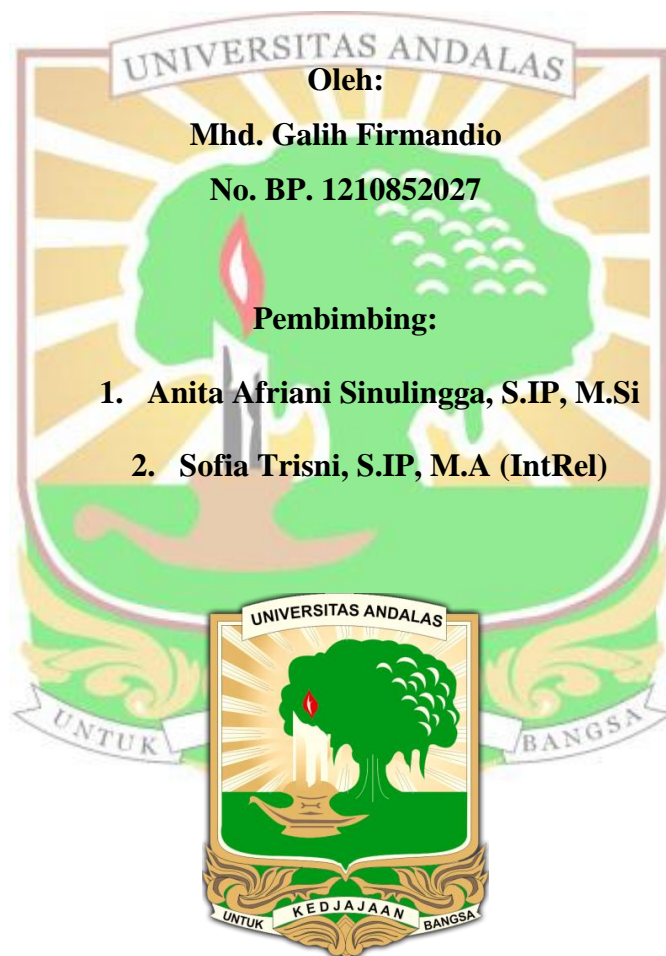 UNIVERSITAS ANDALAS
Oleh:
Mhd. Galih Firmandio
No. BP. 1210852027
Pembimbing:
1. Anita Afriani Sinulingga, S.IP, M.Si
2. Sofia Trisni, S.IP, M.A (IntRel)
UNIVERSITAS ANDALAS
UNTUK BANGSA
UNTUK KEDJAJAAN BANGSA